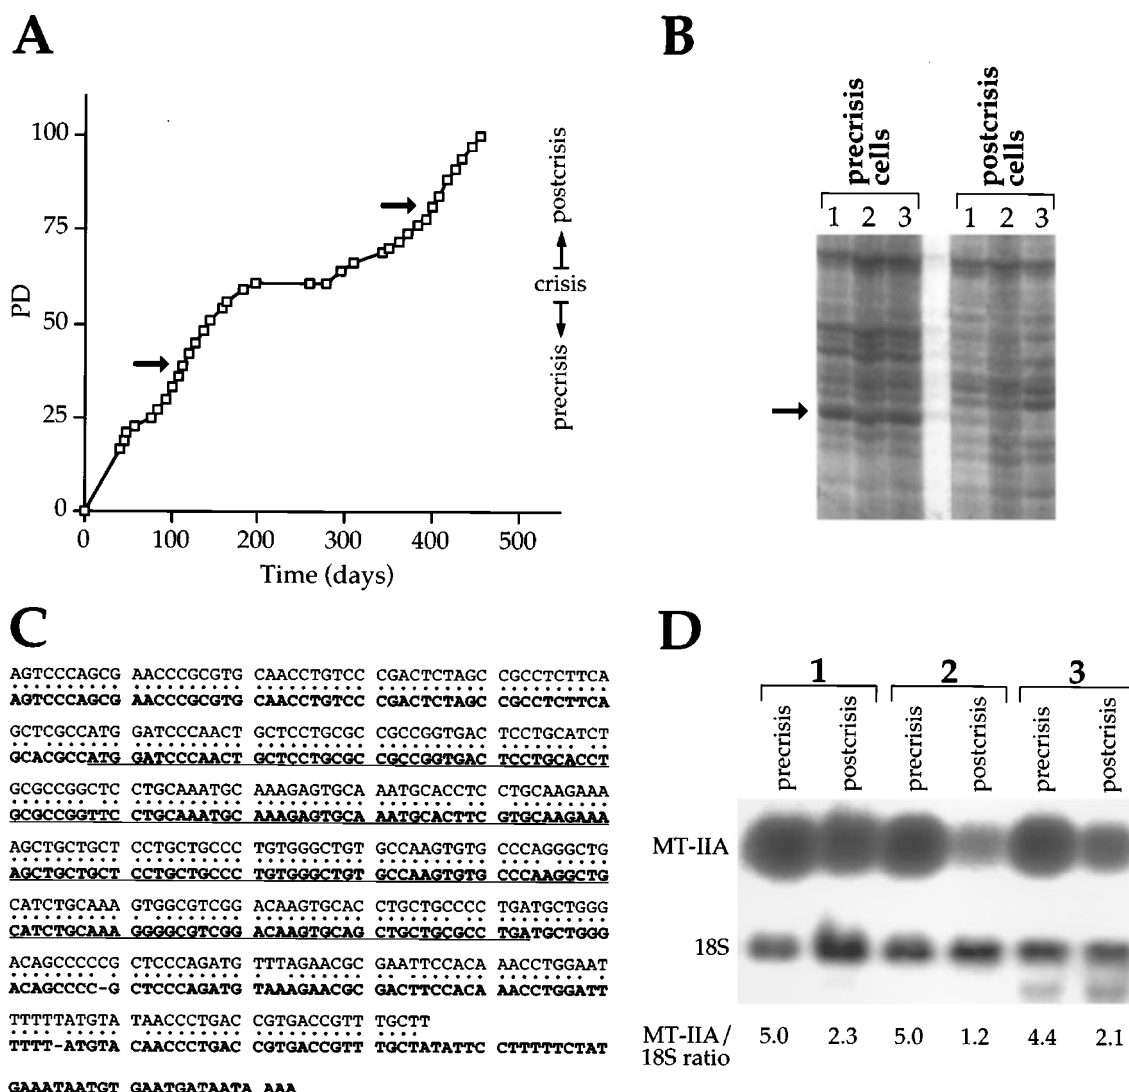 A
100
75
50
25
0
PD
0 100 200 300 400 500
Time (days)
postcrisis
crisis
precrisis
B
precrisis cells
postcrisis cells
1 2 3
1 2 3
C
AGTCCCAGCG AACCCGCGTG CAACCTGTCC CGACTCTAGC CGCCTCTTCA
AGTCCCAGCG AACCCGCGTG CAACCTGTCC CGACTCTAGC CGCCTCTTCA
GCTCGCCATG GATCCCAACT GCTCCTGCGC CGCCGGTGAC TCCTGCATCT
GCACGCCATG GATCCCAACT GCTCCTGCGC CGCCGGTGAC TCCTGCACCT
GCGCCGGCTC CTGCAAATGC AAAGAGTGCA AATGCACCTC CTGCAAGAAA
GCGCCGGTTC CTGCAAATGC AAAGAGTGCA AATGCACTTCG GTGCAAGAAA
AGCTGCTGCT CCTGCTGCCC TGTGGGCTGT GCCAAGTGTG CCCAGGGCTG
AGCTGCTGCT CCTGCTGCCC TGTGGGCTGT GCCAAGTGTG CCCAAGGCTG
CATCTGCAAA GTGGCGTCGG ACAAGTGCAC CTGCTGCCCC TGATGCTGGG
CATCTGCAAA GGGGCGTCGG ACAAGTGCAG CTGCTGCGCC TGATGCTGGG
ACAGCCCCCG CTCCCAGATG TTTAGAACGC GAATTCCACA AACCTGGAAT
ACAGCCCC-G CTCCCAGATG TAAAGAACGC GACTTCCACA AACCTGGATT
TTTTTATGTA TAACCCTGAC CGTGACCGTT TGCTT
TTTT-ATGTA CAACCCTGAC CGTGACCGTT TGCTATATTC CTTTTTCTAT
GAAATAATGT GAATGATAATA AAA
D
1 2 3
precrisis postcrisis precrisis postcrisis precrisis postcrisis
MT-IIA
18S
MT-IIA/ 5.0 2.3 5.0 1.2 4.4 2.1
18S ratio